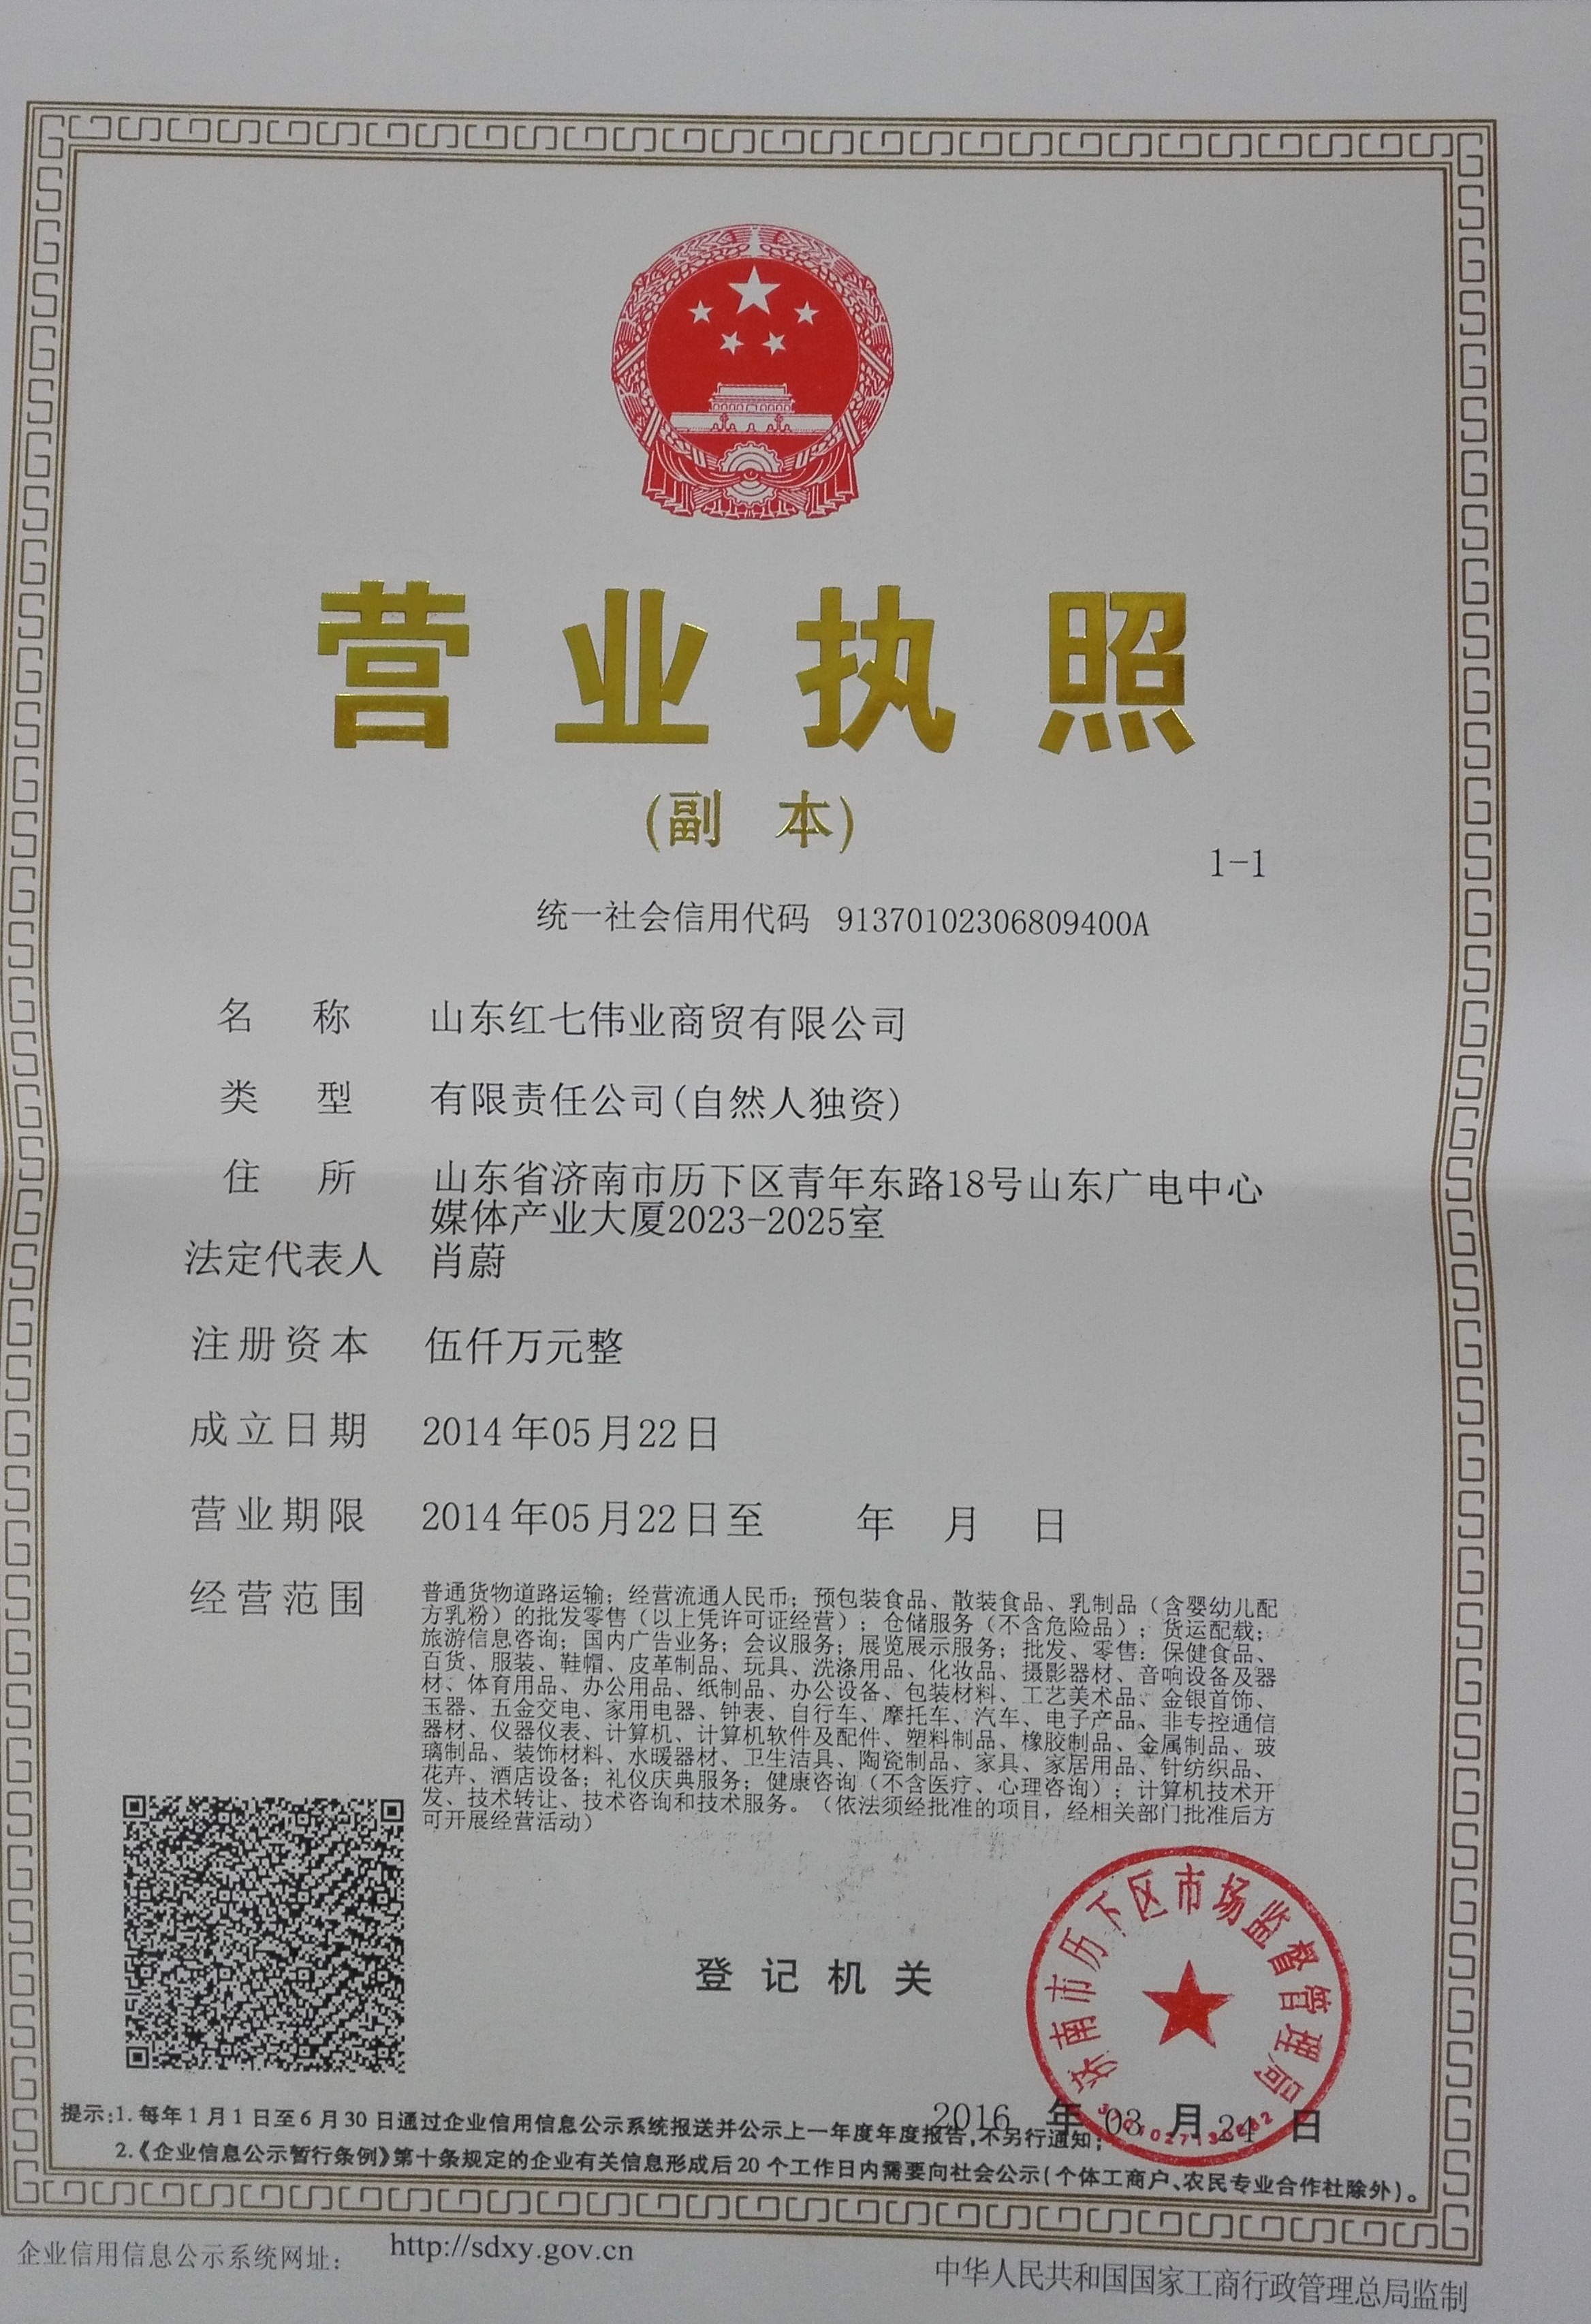 营业执照
(副 本)
1-1
统一社会信用代码 91370102306809400A
名 称 山东红七伟业商贸有限公司
类 型 有限责任公司(自然人独资)
住 所 山东省济南市历下区青年东路18号山东广电中心
媒体产业大厦2023-2025室
法定代表人 肖蔚
注册资本 伍仟万元整
成立日期 2014年05月22日
营业期限 2014年05月22日至 年 月 日
经营范围 普通货物道路运输；经营流通人民币；预包装食品、散装食品、乳制品（含婴幼儿配
方乳粉）的批发零售（以上凭许可证经营）；仓储服务（不含危险品）；货运配载；
旅游信息咨询；国内广告业务；会议服务；展览展示服务；批发、零售：保健食品、
百货、服装、鞋帽、皮革制品、玩具、洗涤用品、化妆品、摄影器材、音响设备及器
材、体育用品、办公用品、纸制品、办公设备、包装材料、工艺美术品、金银首饰、
玉器、五金交电、家用电器、钟表、自行车、摩托车、汽车、电子产品、非专控通信
器材、仪器仪表、计算机、计算机软件及配件、塑料制品、橡胶制品、金属制品、玻
璃制品、装饰材料、水暖器材、卫生洁具、陶瓷制品、家具、家居用品、针纺织品、
花卉、酒店设备；礼仪庆典服务；健康咨询（不含医疗、心理咨询）；计算机技术开
发、技术转让、技术咨询和技术服务。（依法须经批准的项目，经相关部门批准后方
可开展经营活动）
登记机关
济南市历下区市场监督管理局
2016 年 03 月 24 日
提示:1.每年1月1日至6月30日通过企业信用信息公示系统报送并公示上一年度年度报告,不另行通知;
2.《企业信息公示暂行条例》第十条规定的企业有关信息形成后20个工作日内需要向社会公示(个体工商户、农民专业合作社除外)。
企业信用信息公示系统网址: http://sdxy.gov.cn
中华人民共和国国家工商行政管理总局监制